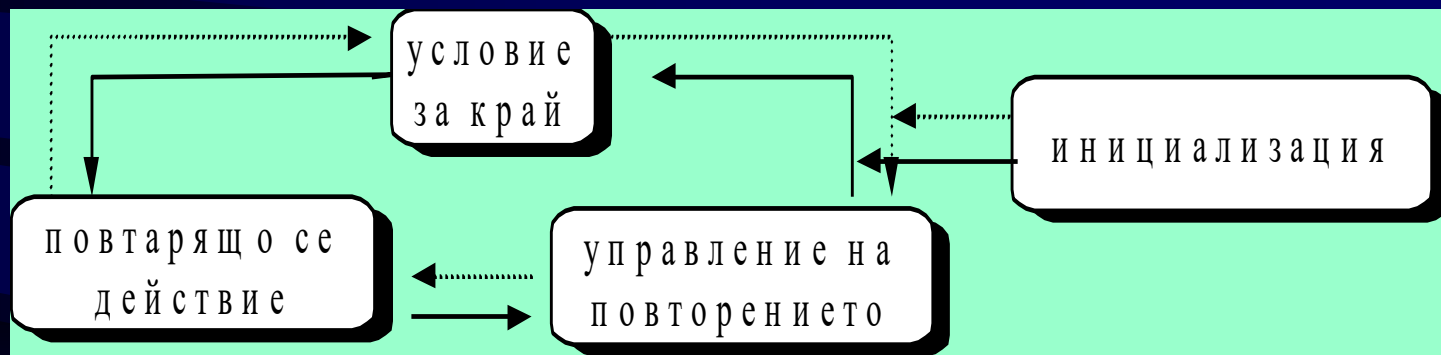 условие
за край
инициализация
повтарящо се
действие
управление на
повторението